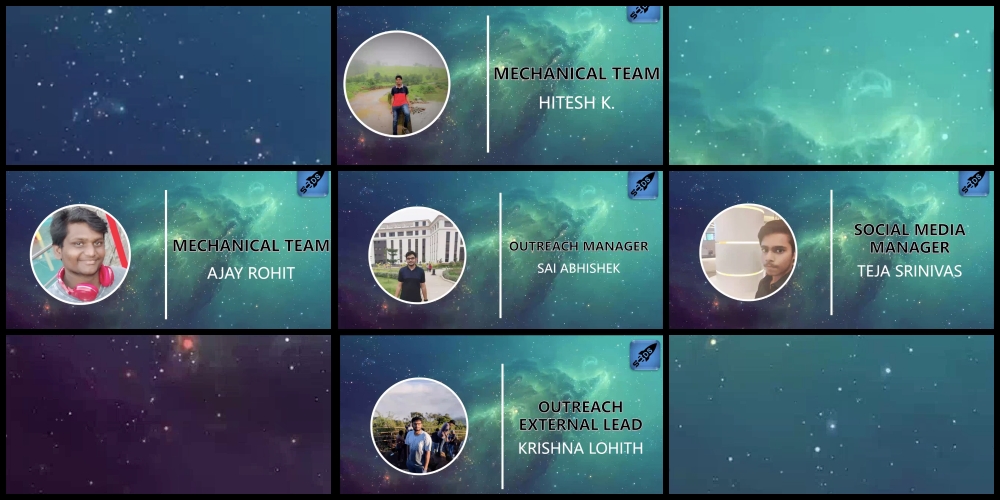 MECHANICAL TEAM
HITESH K.
MECHANICAL TEAM
AJAY ROHIT
OUTREACH MANAGER
SAI ABHISHEK
SOCIAL MEDIA
MANAGER
TEJA SRINIVAS
OUTREACH
EXTERNAL LEAD
KRISHNA LOHITH